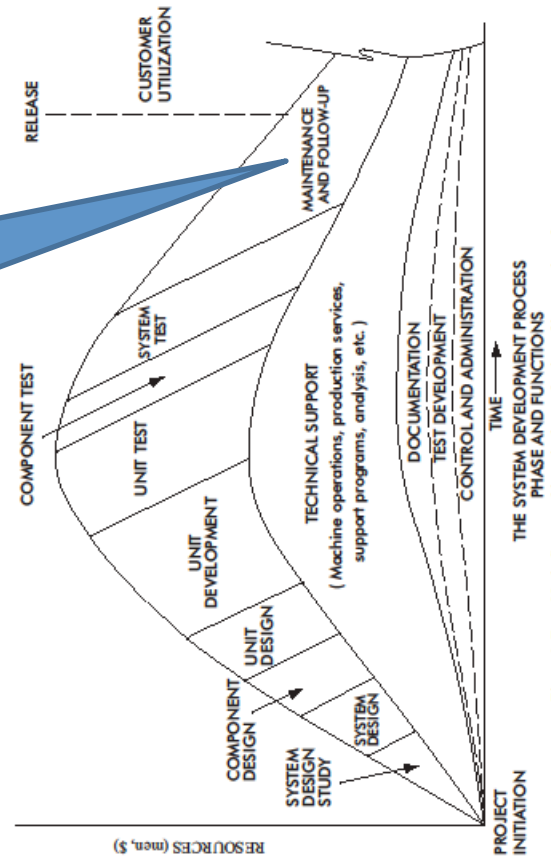 RESOURCES (men, $)
PROJECT
INITIATION
SYSTEM
DESIGN
STUDY
SYSTEM
DESIGN
COMPONENT
DESIGN
UNIT
DESIGN
UNIT
DEVELOPMENT
UNIT TEST
COMPONENT TEST
SYSTEM
TEST
MAINTENANCE
AND FOLLOW-UP
RELEASE
CUSTOMER
UTILIZATION
TECHNICAL SUPPORT
( Machine operations, production services,
support programs, analysis, etc. )
DOCUMENTATION
TEST DEVELOPMENT
CONTROL AND ADMINISTRATION
TIME
THE SYSTEM DEVELOPMENT PROCESS
PHASE AND FUNCTIONS